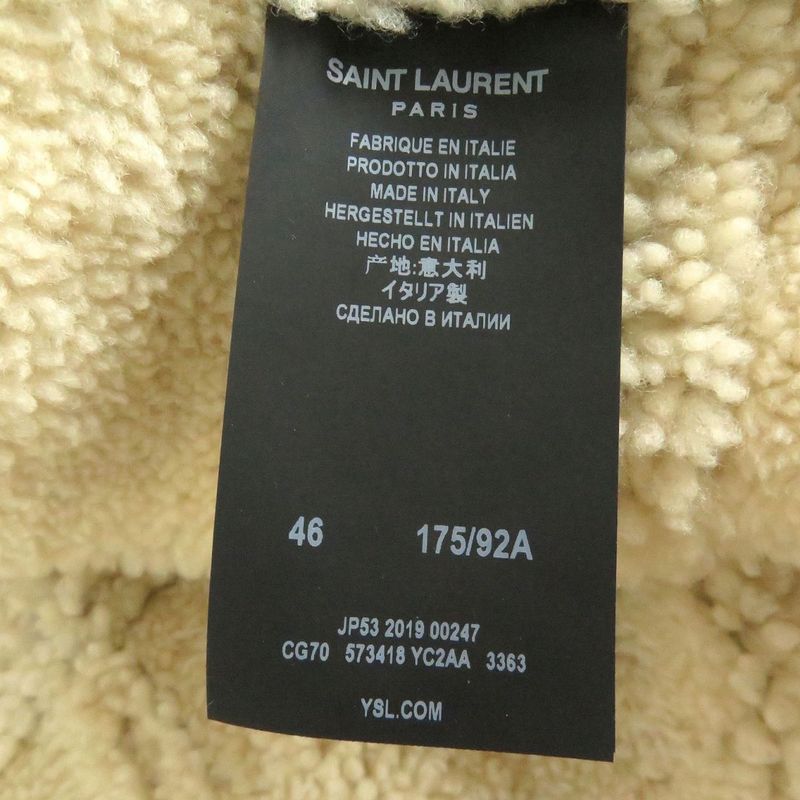 SAINT LAURENT
PARIS
FABRIQUE EN ITALIE
PRODOTTO IN ITALIA
MADE IN ITALY
HERGESTELLT IN ITALIEN
HECHO EN ITALIA
产地:意大利
イタリア製
СДЕЛАНО В ИТАЛИИ
46 175/92A
JP53 2019 00247
CG70 573418 YC2AA 3363
YSL.COM